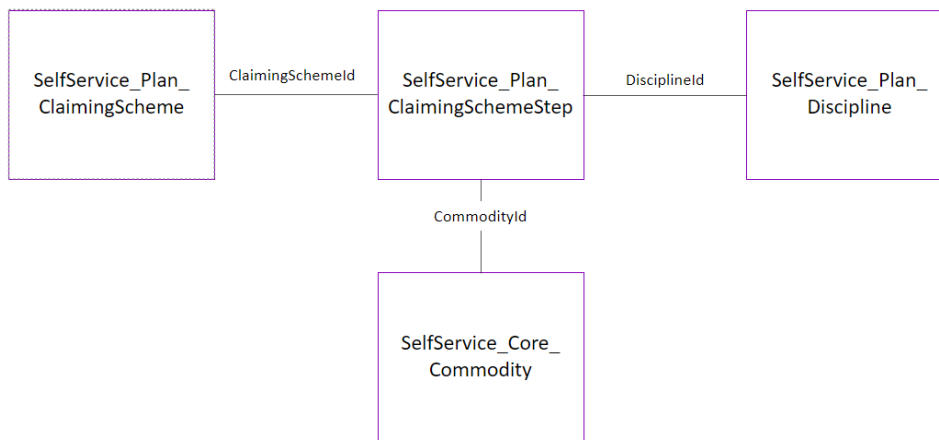 SelfService_Plan_
ClaimingScheme
ClaimingSchemeId
SelfService_Plan_
ClaimingSchemeStep
DisciplineId
SelfService_Plan_
Discipline
CommodityId
SelfService_Core_
Commodity